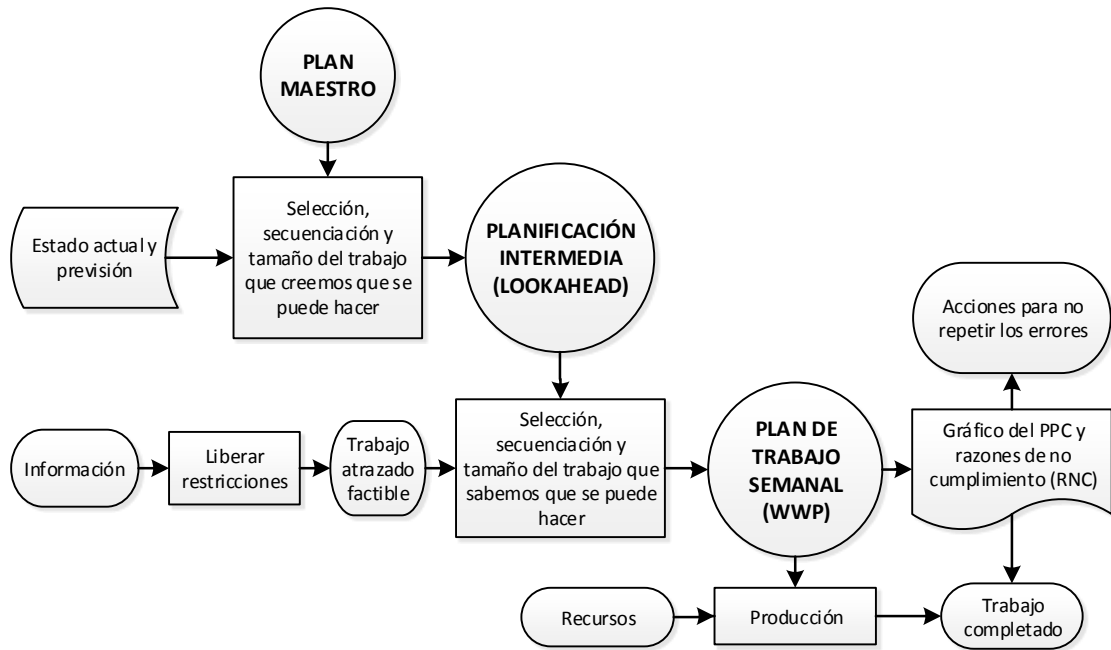 PLAN
MAESTRO
Estado actual y
previsión
Selección,
secuenciación y
tamaño del trabajo
que creemos que se
puede hacer
PLANIFICACIÓN
INTERMEDIA
(LOOKAHEAD)
Acciones para no
repetir los errores
Información
Liberar
restricciones
Trabajo
atrazado
factible
Selección,
secuenciación y
tamaño del trabajo que
sabemos que se puede
hacer
PLAN DE
TRABAJO
SEMANAL
(WWP)
Gráfico del PPC y
razones de no
cumplimiento (RNC)
Recursos
Producción
Trabajo
completado